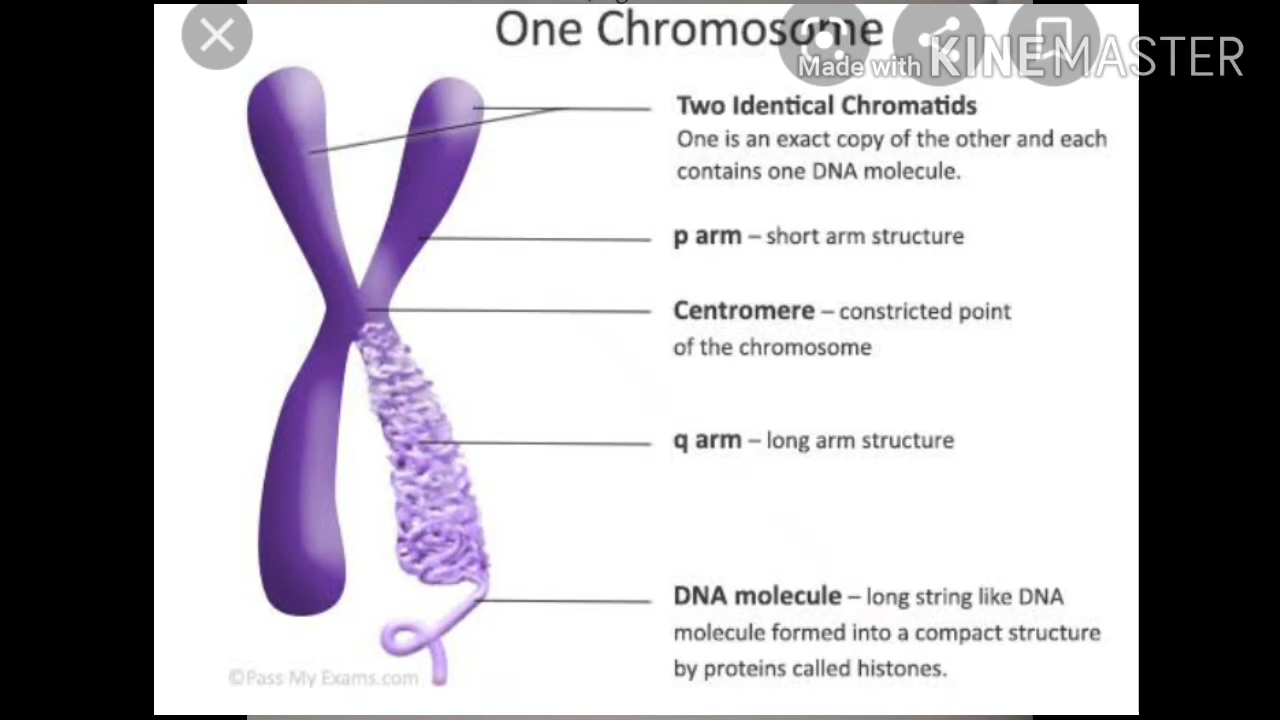 One Chromosome
Made with KINEMASTER
Two Identical Chromatids
One is an exact copy of the other and each
contains one DNA molecule.
p arm – short arm structure
Centromere – constricted point
of the chromosome
q arm – long arm structure
DNA molecule – long string like DNA
molecule formed into a compact structure
by proteins called histones.
©Pass My Exams.com